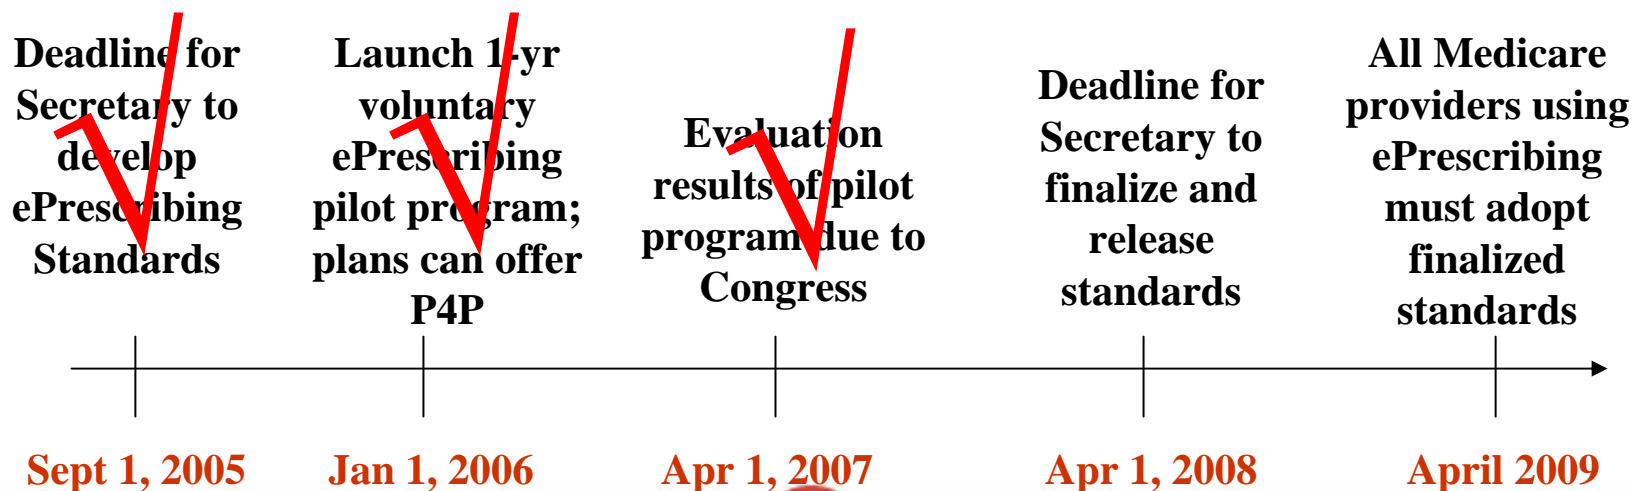 Deadline for
Secretary to
develop
ePrescribing
Standards
Launch 1-yr
voluntary
ePrescribing
pilot program;
plans can offer
P4P
Evaluation
results of pilot
program due to
Congress
Deadline for
Secretary to
finalize and
release
standards
All Medicare
providers using
ePrescribing
must adopt
finalized
standards
Sept 1, 2005
Jan 1, 2006
Apr 1, 2007
Apr 1, 2008
April 2009